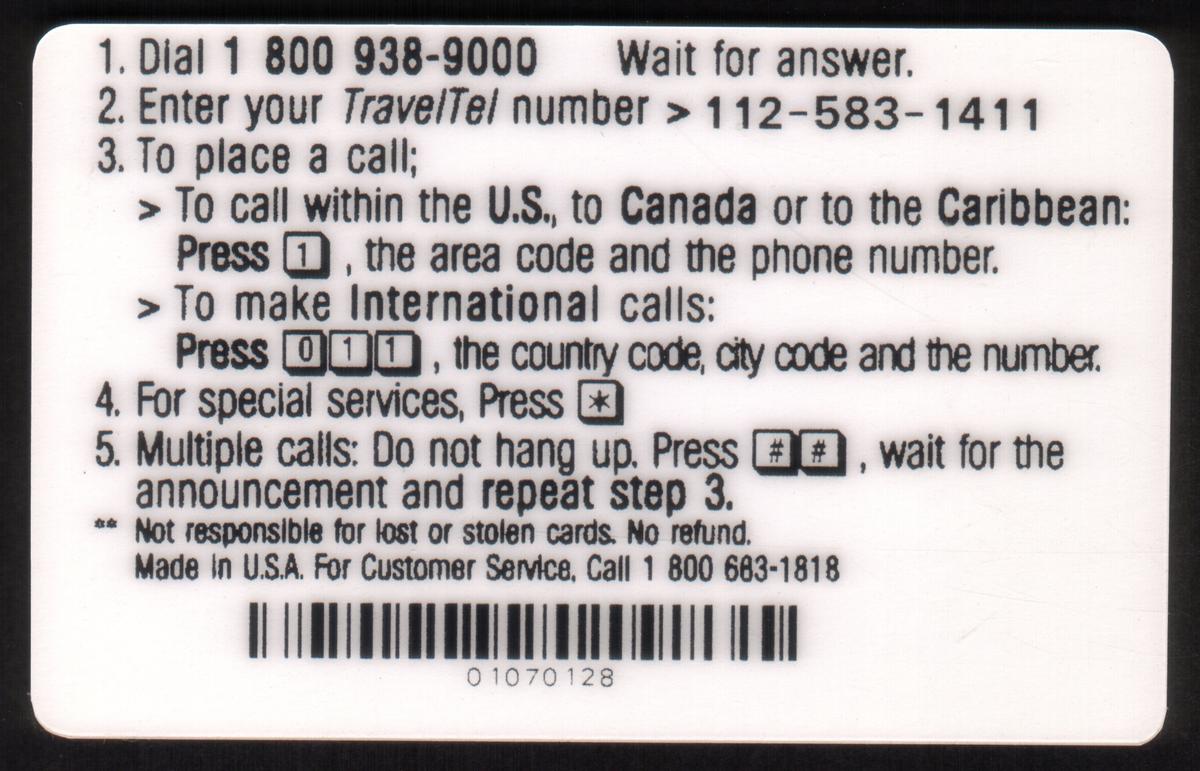 1. Dial 1 800 938-9000 Wait for answer.
2. Enter your TravelTel number > 112-583-1411
3. To place a call;
> To call within the U.S., to Canada or to the Caribbean:
Press 1 , the area code and the phone number.
> To make International calls:
Press 0 1 1 , the country code, city code and the number.
4. For special services, Press *
5. Multiple calls: Do not hang up. Press # # , wait for the
announcement and repeat step 3.
** Not responsible for lost or stolen cards. No refund.
Made in U.S.A. For Customer Service, Call 1 800 663-1818
01070128